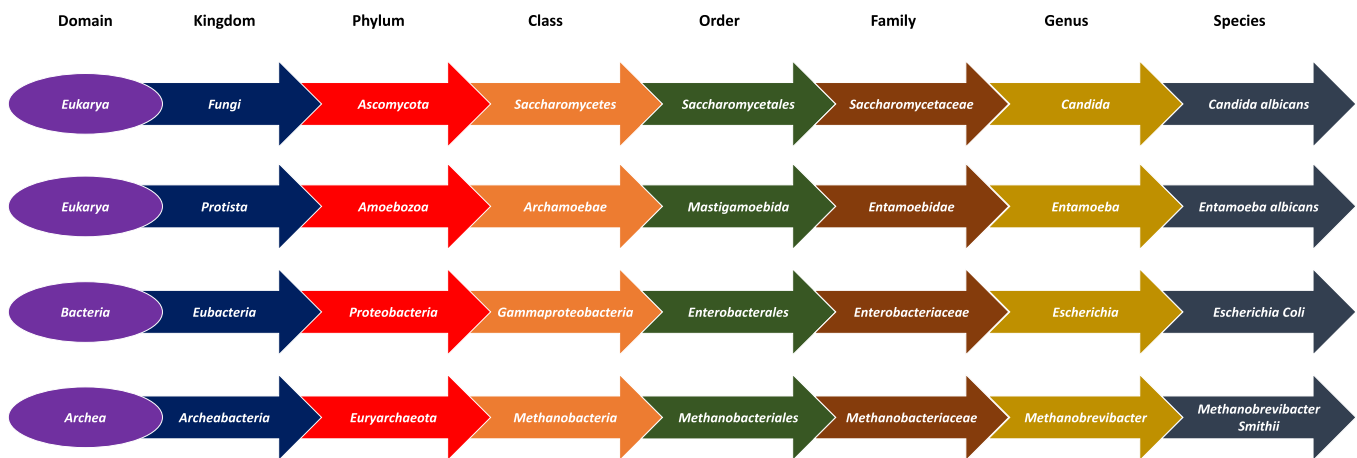 Domain Kingdom Phylum Class Order Family Genus Species
Eukarya Fungi Ascomycota Saccharomycetes Saccharomycetales Saccharomycetaceae Candida Candida albicans
Eukarya Protista Amoebozoa Archamoebae Mastigamoebida Entamoebidae Entamoeba Entamoeba albicans
Bacteria Eubacteria Proteobacteria Gammaproteobacteria Enterobacterales Enterobacteriaceae Escherichia Escherichia Coli
Archea Archeabacteria Euryarchaeota Methanobacteria Methanobacteriales Methanobacteriaceae Methanobrevibacter Methanobrevibacter
Smithii